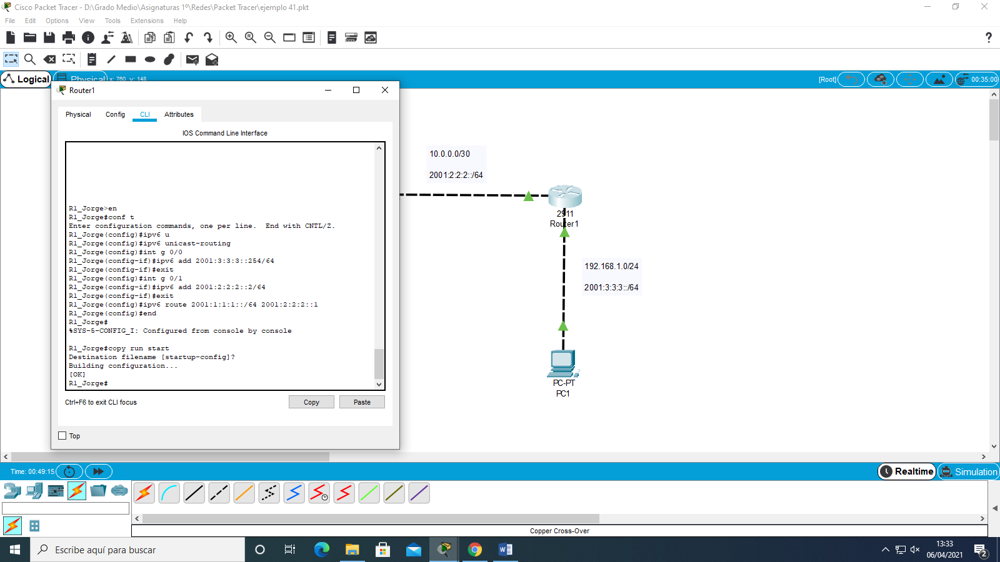 Cisco Packet Tracer - D:\Grado Medio\Asignaturas 1º\Redes\Packet Tracer\ejemplo 41.pkt
File Edit Options View Tools Extensions Help
?
Logical Physical x: 760, y: 148 [Root] 00:35:00
Router1
Physical Config CLI Attributes
IOS Command Line Interface
R1_Jorge>en
R1_Jorge#conf t
Enter configuration commands, one per line.  End with CNTL/Z.
R1_Jorge(config)#ipv6 u
R1_Jorge(config)#ipv6 unicast-routing
R1_Jorge(config)#int g 0/0
R1_Jorge(config-if)#ipv6 add 2001:3:3:3::254/64
R1_Jorge(config-if)#exit
R1_Jorge(config)#int g 0/1
R1_Jorge(config-if)#ipv6 add 2001:2:2:2::2/64
R1_Jorge(config-if)#exit
R1_Jorge(config)#ipv6 route 2001:1:1:1::/64 2001:2:2:2::1
R1_Jorge(config)#end
R1_Jorge#
%SYS-5-CONFIG_I: Configured from console by console
R1_Jorge#copy run start
Destination filename [startup-config]?
Building configuration...
[OK]
R1_Jorge#
Ctrl+F6 to exit CLI focus
Copy Paste
Top
10.0.0.0/30
2001:2:2:2::/64
2911
Router1
192.168.1.0/24
2001:3:3:3::/64
PC-PT
PC1
Time: 00:49:15
Realtime Simulation
Copper Cross-Over
Escribe aquí para buscar
13:33
06/04/2021
2